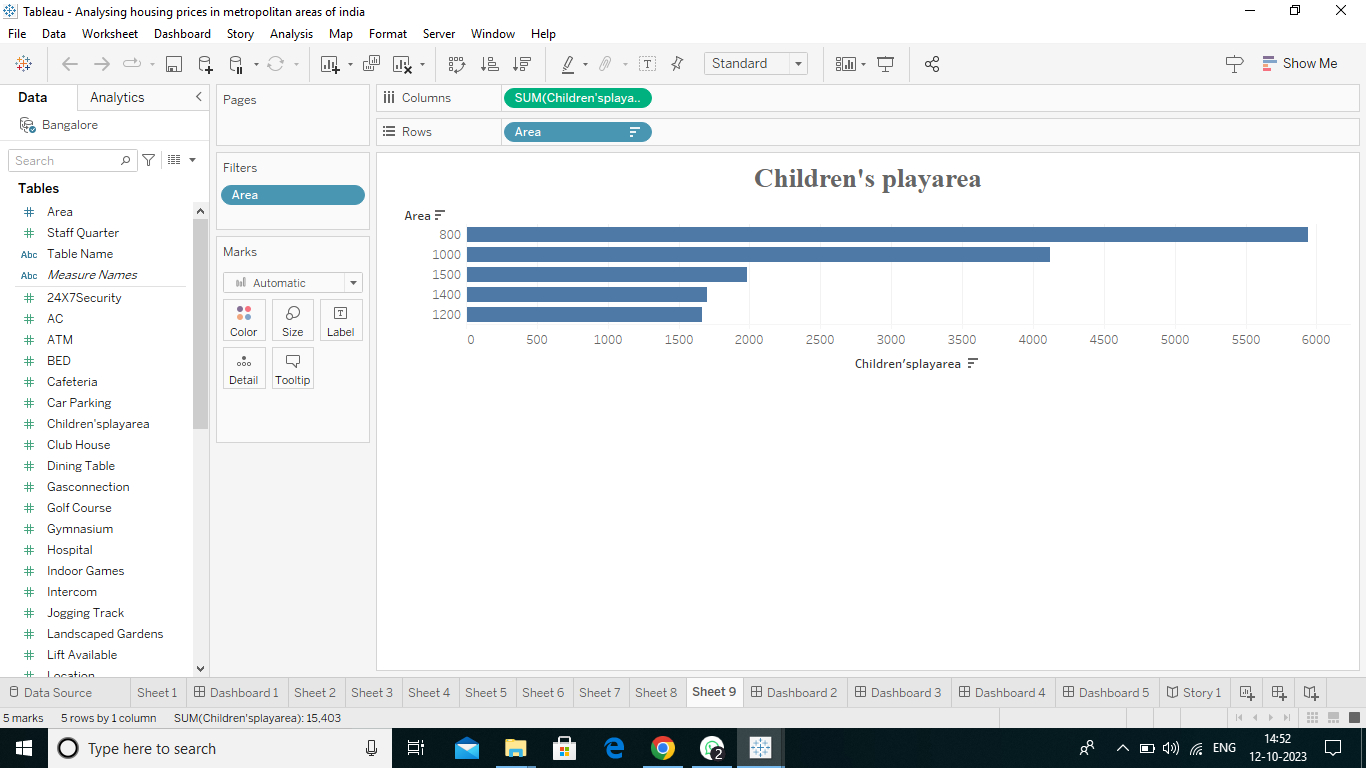 Tableau - Analysing housing prices in metropolitan areas of india
File Data Worksheet Dashboard Story Analysis Map Format Server Window Help
Standard
Show Me
Data Analytics
Bangalore
Search
Tables
Area
Staff Quarter
Abc Table Name
Abc Measure Names
24X7Security
AC
ATM
BED
Cafeteria
Car Parking
Children'splayarea
Club House
Dining Table
Gasconnection
Golf Course
Gymnasium
Hospital
Indoor Games
Intercom
Jogging Track
Landscaped Gardens
Lift Available
Location
Pages
Filters
Area
Marks
Automatic
Color Size Label
Detail Tooltip
Columns SUM(Children'splaya..
Rows Area
Children's playarea
Area
800
1000
1500
1400
1200
0 500 1000 1500 2000 2500 3000 3500 4000 4500 5000 5500 6000
Children'splayarea
Data Source Sheet 1 Dashboard 1 Sheet 2 Sheet 3 Sheet 4 Sheet 5 Sheet 6 Sheet 7 Sheet 8 Sheet 9 Dashboard 2 Dashboard 3 Dashboard 4 Dashboard 5 Story 1
5 marks 5 rows by 1 column SUM(Children'splayarea): 15,403
Type here to search
2
ENG
14:52
12-10-2023